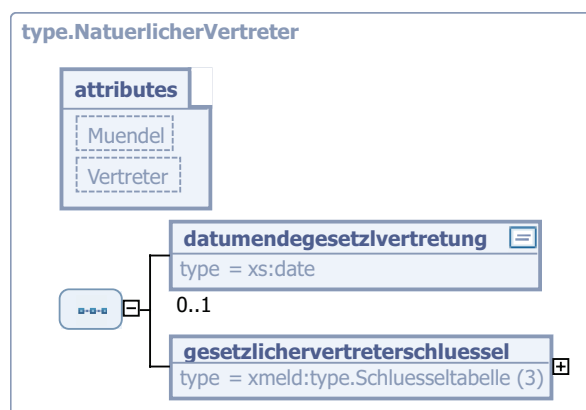 type.NatuerlicherVertreter
attributes
Muendel
Vertreter
datumendegesetzlvertretung
type = xs:date
0..1
gesetzlichervertreterschluessel
type = xmeld:type.Schluesseltabelle (3)